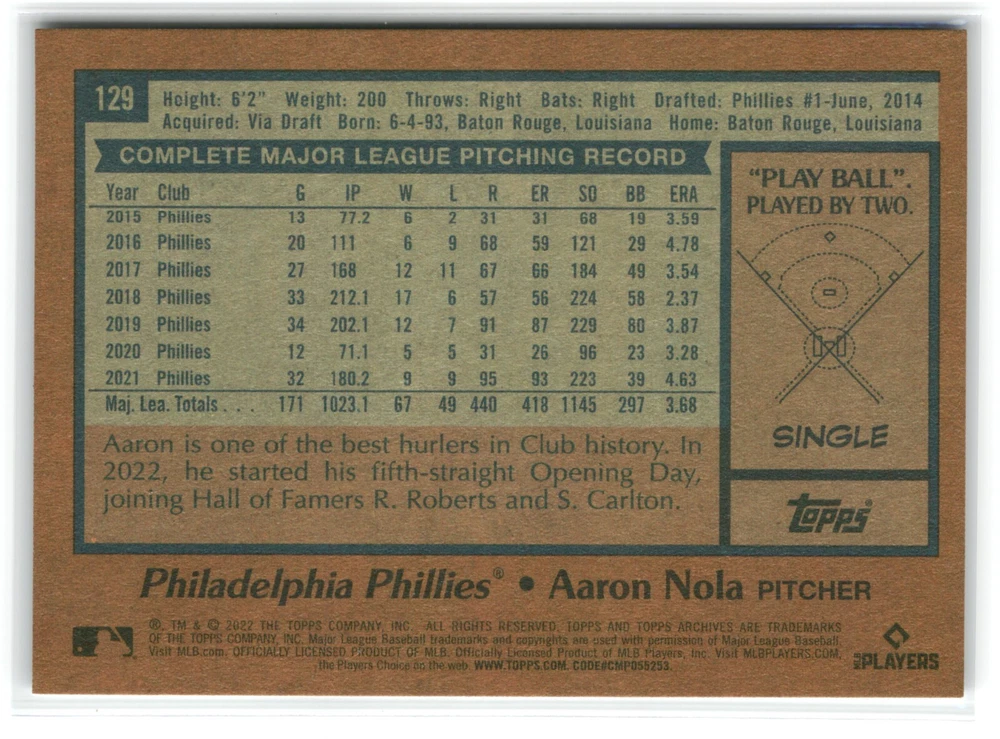 129
Height: 6'2" Weight: 200 Throws: Right Bats: Right Drafted: Phillies #1-June, 2014
Acquired: Via Draft Born: 6-4-93, Baton Rouge, Louisiana Home: Baton Rouge, Louisiana
COMPLETE MAJOR LEAGUE PITCHING RECORD
Year Club G IP W L R ER SO BB ERA
2015 Phillies 13 77.2 6 2 31 31 68 19 3.59
2016 Phillies 20 111 6 9 68 59 121 29 4.78
2017 Phillies 27 168 12 11 67 66 184 49 3.54
2018 Phillies 33 212.1 17 6 57 56 224 58 2.37
2019 Phillies 34 202.1 12 7 91 87 229 80 3.87
2020 Phillies 12 71.1 5 5 31 26 96 23 3.28
2021 Phillies 32 180.2 9 9 95 93 223 39 4.63
Maj. Lea. Totals . . . 171 1023.1 67 49 440 418 1145 297 3.68
Aaron is one of the best hurlers in Club history. In
2022, he started his fifth-straight Opening Day,
joining Hall of Famers R. Roberts and S. Carlton.
"PLAY BALL".
PLAYED BY TWO.
SINGLE
Topps®
Philadelphia Phillies® • Aaron Nola PITCHER
®, TM & © 2022 THE TOPPS COMPANY, INC. ALL RIGHTS RESERVED. TOPPS AND TOPPS ARCHIVES ARE TRADEMARKS
OF THE TOPPS COMPANY, INC. Major League Baseball trademarks and copyrights are used with permission of Major League Baseball.
Visit MLB.com. OFFICIALLY LICENSED PRODUCT OF MLB. Officially Licensed Product of MLB Players, Inc. Visit MLBPLAYERS.COM,
the Players Choice on the web. WWW.TOPPS.COM. CODE#CMP055253.
MLB PLAYERS